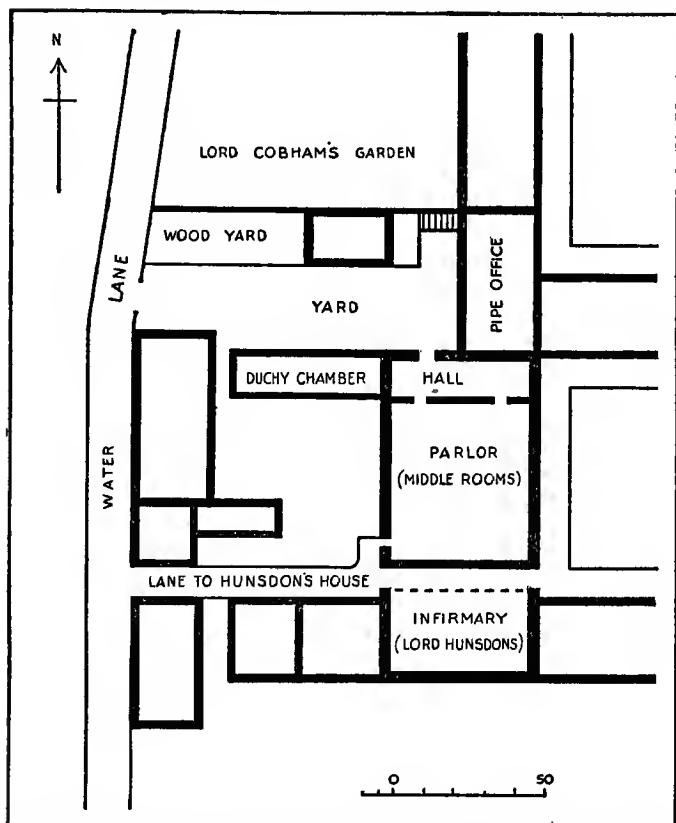 N
LORD COBHAM'S GARDEN
WOOD YARD
LANE
YARD
PIPE OFFICE
DUCHY CHAMBER
HALL
PARLOR
(MIDDLE ROOMS)
WATER
LANE TO HUNSDON'S HOUSE
INFIRMARY
(LORD HUNSDONS)
0 50